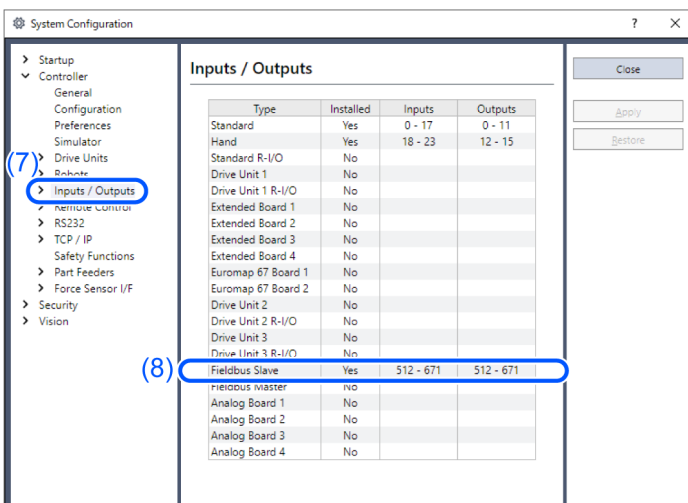 System Configuration ? ×
Startup
Controller
General
Configuration
Preferences
Simulator
Drive Units
Robots
(7)
Inputs / Outputs
Remote Control
RS232
TCP / IP
Safety Functions
Part Feeders
Force Sensor I/F
Security
Vision
Inputs / Outputs
Type Installed Inputs Outputs
Standard Yes 0 - 17 0 - 11
Hand Yes 18 - 23 12 - 15
Standard R-I/O No
Drive Unit 1 No
Drive Unit 1 R-I/O No
Extended Board 1 No
Extended Board 2 No
Extended Board 3 No
Extended Board 4 No
Euromap 67 Board 1 No
Euromap 67 Board 2 No
Drive Unit 2 No
Drive Unit 2 R-I/O No
Drive Unit 3 No
Drive Unit 3 R-I/O No
(8)
Fieldbus Slave Yes 512 - 671 512 - 671
Fieldbus Master No
Analog Board 1 No
Analog Board 2 No
Analog Board 3 No
Analog Board 4 No
Close
Apply
Restore